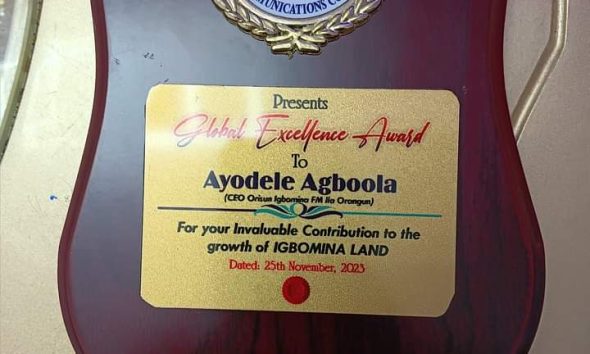 Presents
Global Excellence Award
To
Ayodele Agboola
(CEO Orisun Igbomina FM Ila Orangun)
For your Invaluable Contribution to the
growth of IGBOMINA LAND
Dated: 25th November, 2023